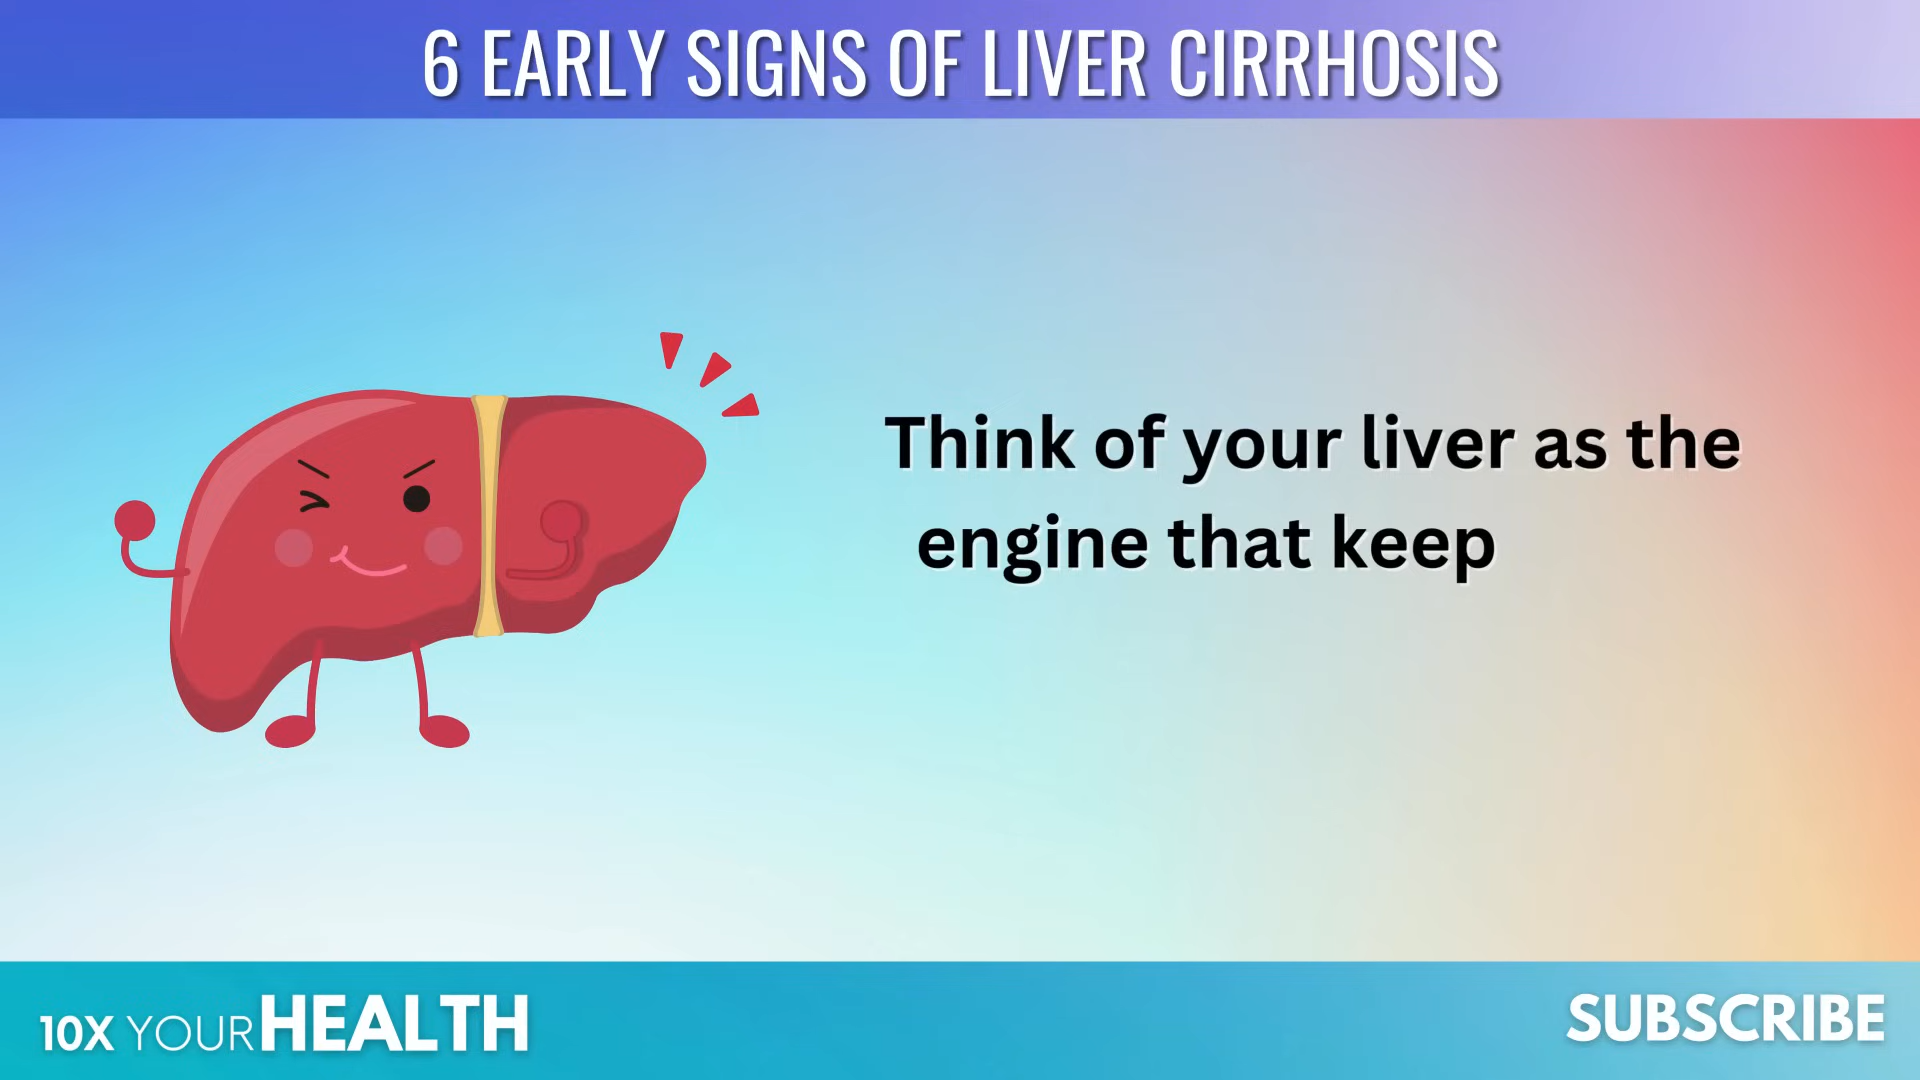 6 EARLY SIGNS OF LIVER CIRRHOSIS
Think of your liver as the
engine that keep
10X YOUR HEALTH
SUBSCRIBE